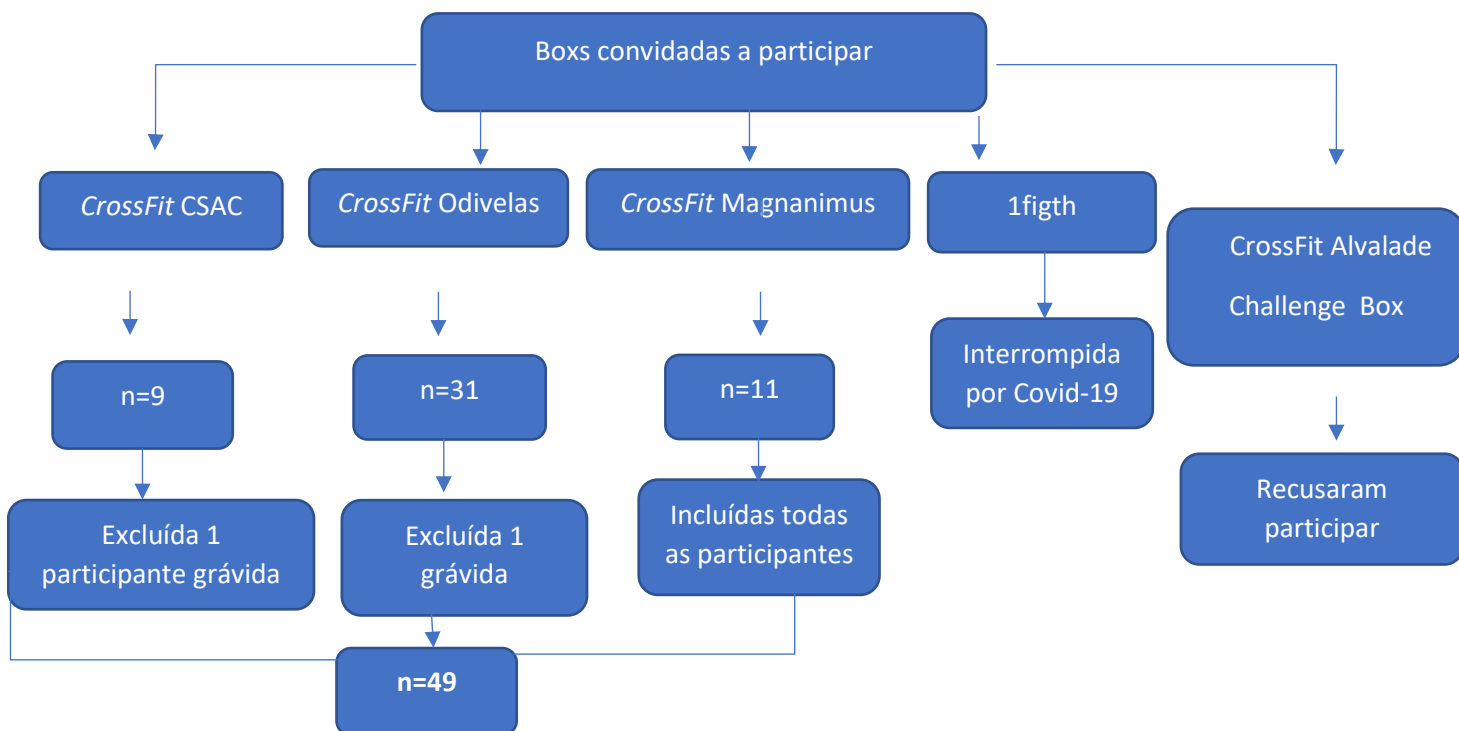 Boxs convidadas a participar
CrossFit CSAC
CrossFit Odivelas
CrossFit Magnanimus
1figth
CrossFit Alvalade
Challenge Box
n=9
n=31
n=11
Interrompida
por Covid-19
Excluída 1
participante grávida
Excluída 1
grávida
Incluídas todas
as participantes
Recusaram
participar
n=49